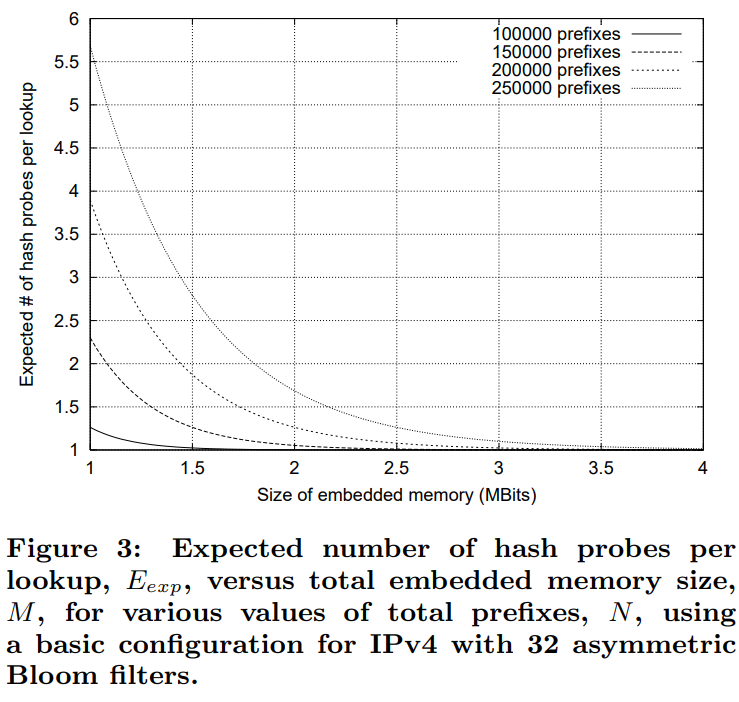 6
5.5
5
4.5
4
3.5
3
2.5
2
1.5
1
Expected # of hash probes per lookup
100000 prefixes
150000 prefixes
200000 prefixes
250000 prefixes
1 1.5 2 2.5 3 3.5 4
Size of embedded memory (MBits)
Figure 3: Expected number of hash probes per
lookup, E_exp, versus total embedded memory size,
M, for various values of total prefixes, N, using
a basic configuration for IPv4 with 32 asymmetric
Bloom filters.